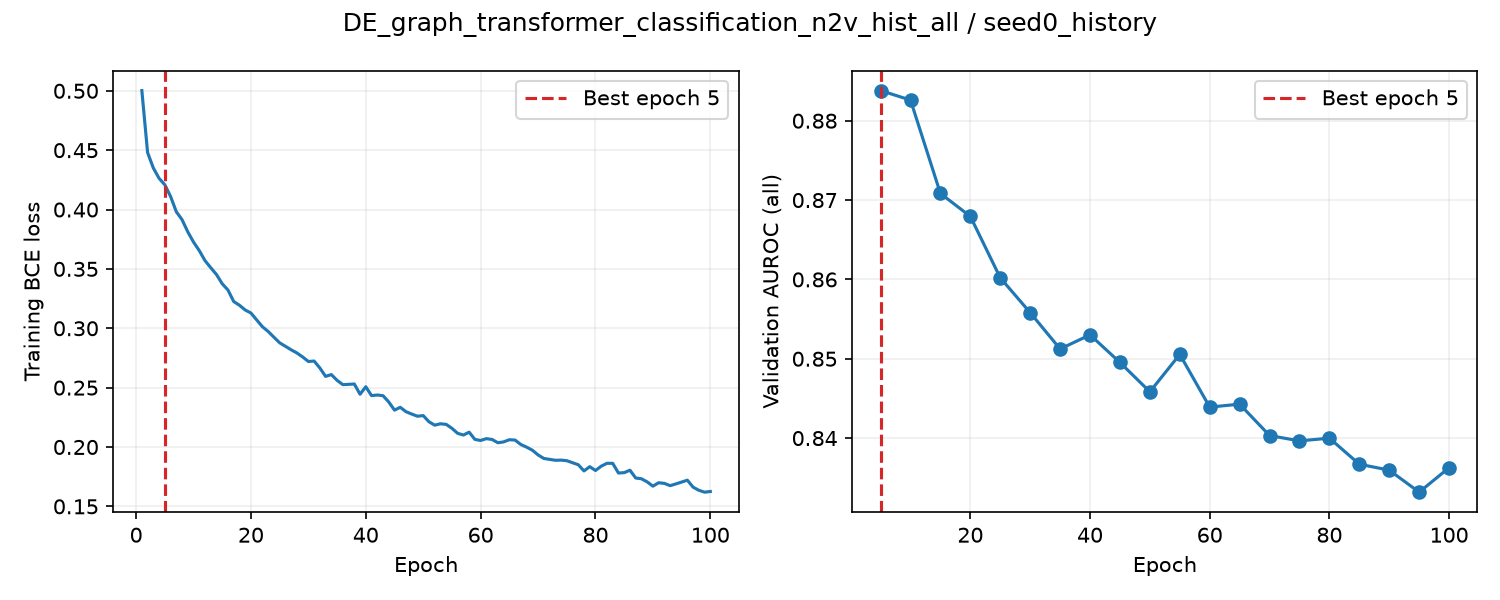 DE_graph_transformer_classification_n2v_hist_all / seed0_history
Training BCE loss
0.50
0.45
0.40
0.35
0.30
0.25
0.20
0.15
Best epoch 5
0 20 40 60 80 100
Epoch
Validation AUROC (all)
0.88
0.87
0.86
0.85
0.84
Best epoch 5
20 40 60 80 100
Epoch